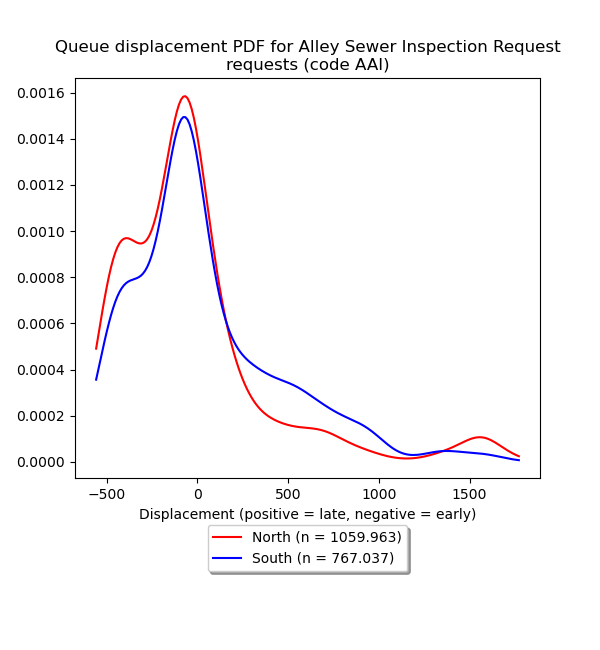 Queue displacement PDF for Alley Sewer Inspection Request
requests (code AAI)
0.0016
0.0014
0.0012
0.0010
0.0008
0.0006
0.0004
0.0002
0.0000
−500 0 500 1000 1500
Displacement (positive = late, negative = early)
North (n = 1059.963)
South (n = 767.037)